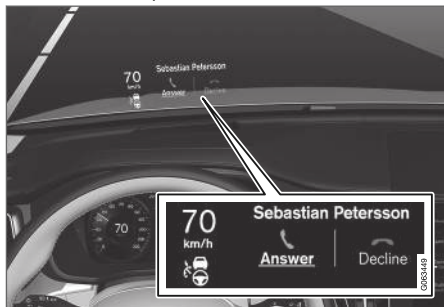 70
km/h
Sebastian Petersson
Answer
Decline
70
70
km/h
Sebastian Petersson
Answer
Decline
G063449